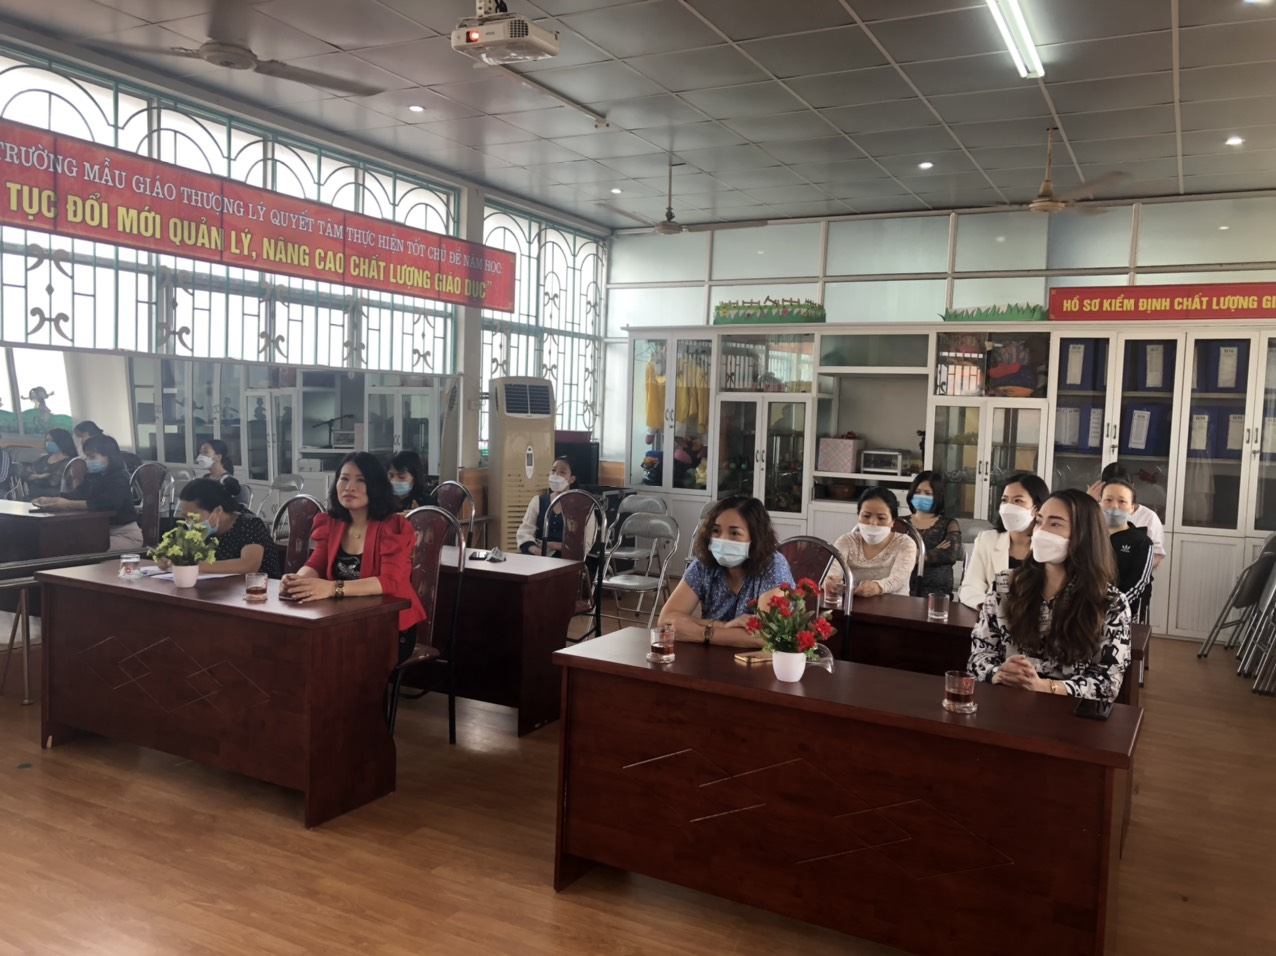 TRƯỜNG MẪU GIÁO THƯỢNG LÝ QUYẾT TÂM THỰC HIỆN TỐT CHỦ ĐỀ NĂM HỌC
TỤC ĐỔI MỚI QUẢN LÝ, NÂNG CAO CHẤT LƯỢNG GIÁO DỤC"
HỒ SƠ KIỂM ĐỊNH CHẤT LƯỢNG GI